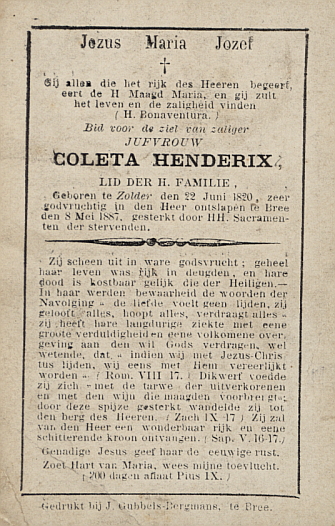 Jezus Maria Jozef
†
Gij allen die het rijk des Heeren begeert,
eert de H Maagd Maria, en gij zult
het leven en de zaligheid vinden
( H. Bonaventura. )
Bid voor de ziel van zaliger
JUFVROUW
COLETA HENDERIX,
LID DER H. FAMILIE,
Geboren te Zolder den 22 Juni 1820, zeer
godvruchtig in den Heer ontslapen te Bree
den 8 Mei 1887, gesterkt door HH. Sacramen-
ten der stervenden.
Zij scheen uit in ware godsvrucht; geheel
haar leven was rijk in deugden, en hare
dood is kostbaar gelijk die der Heiligen.—
In haar werden bewaarheid de woorden der
Navolging " de liefde voelt geen lijden, zij
gelooft alles, hoopt alles, verdraagt alles "
zij heeft hare langdurige ziekte met eene
groote verduldigheid en eene volkomene over-
geving aan den wil Gods verdragen, wel
wetende, dat " indien wij met Jezus-Chris
tus lijden, wij eens met Hem vereerlijkt
worden " ( Rom. VIII 17. ) Dikwerf voedde
zij zich " met de tarwe der uitverkorenen
en met den wijn die maagden voorbrengt;
door deze spijze gesterkt wandelde zij tot
den berg des Heeren. ( Zach IX 17 ) Zij zal
van den Heer een wonderbaar rijk en eene
schitterende kroon ontvangen. ( Sap. V. 16-17.)
Genadige Jesus geef haar de eeuwige rust.
Zoet Hart van Maria, wees mijne toevlucht.
( 200 dagen aflaat Pius IX. )
Gedrukt bij J. Gubbels-Bergmans, te Bree.